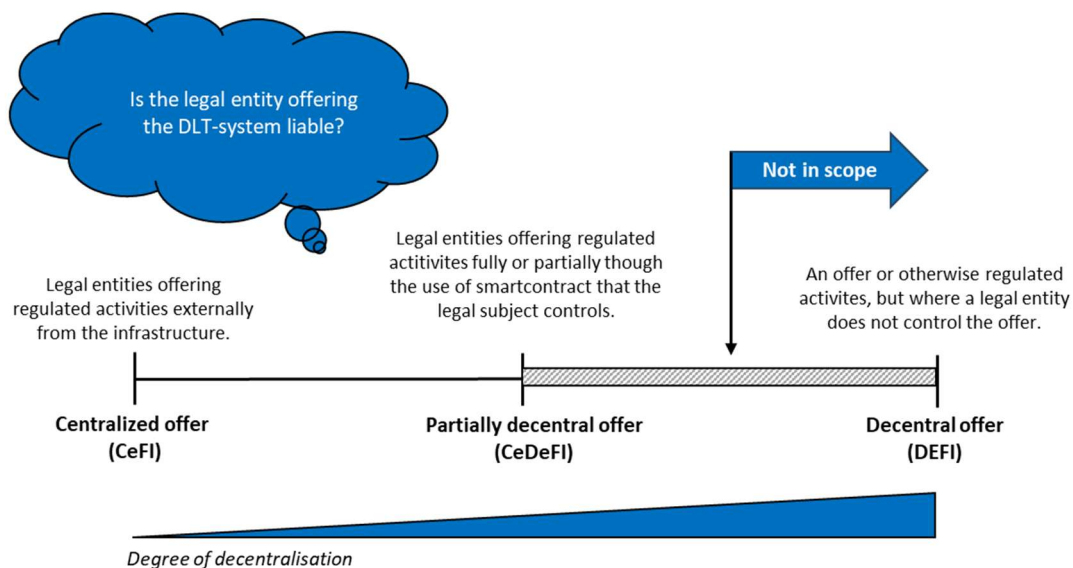 Is the legal entity offering
the DLT-system liable?
Not in scope
Legal entities offering
regulated activities externally
from the infrastructure.
Legal entities offering regulated
actitivites fully or partially though
the use of smartcontract that the
legal subject controls.
An offer or otherwise regulated
activites, but where a legal entity
does not control the offer.
Centralized offer
(CeFI)
Partially decentral offer
(CeDeFI)
Decentral offer
(DEFI)
Degree of decentralisation